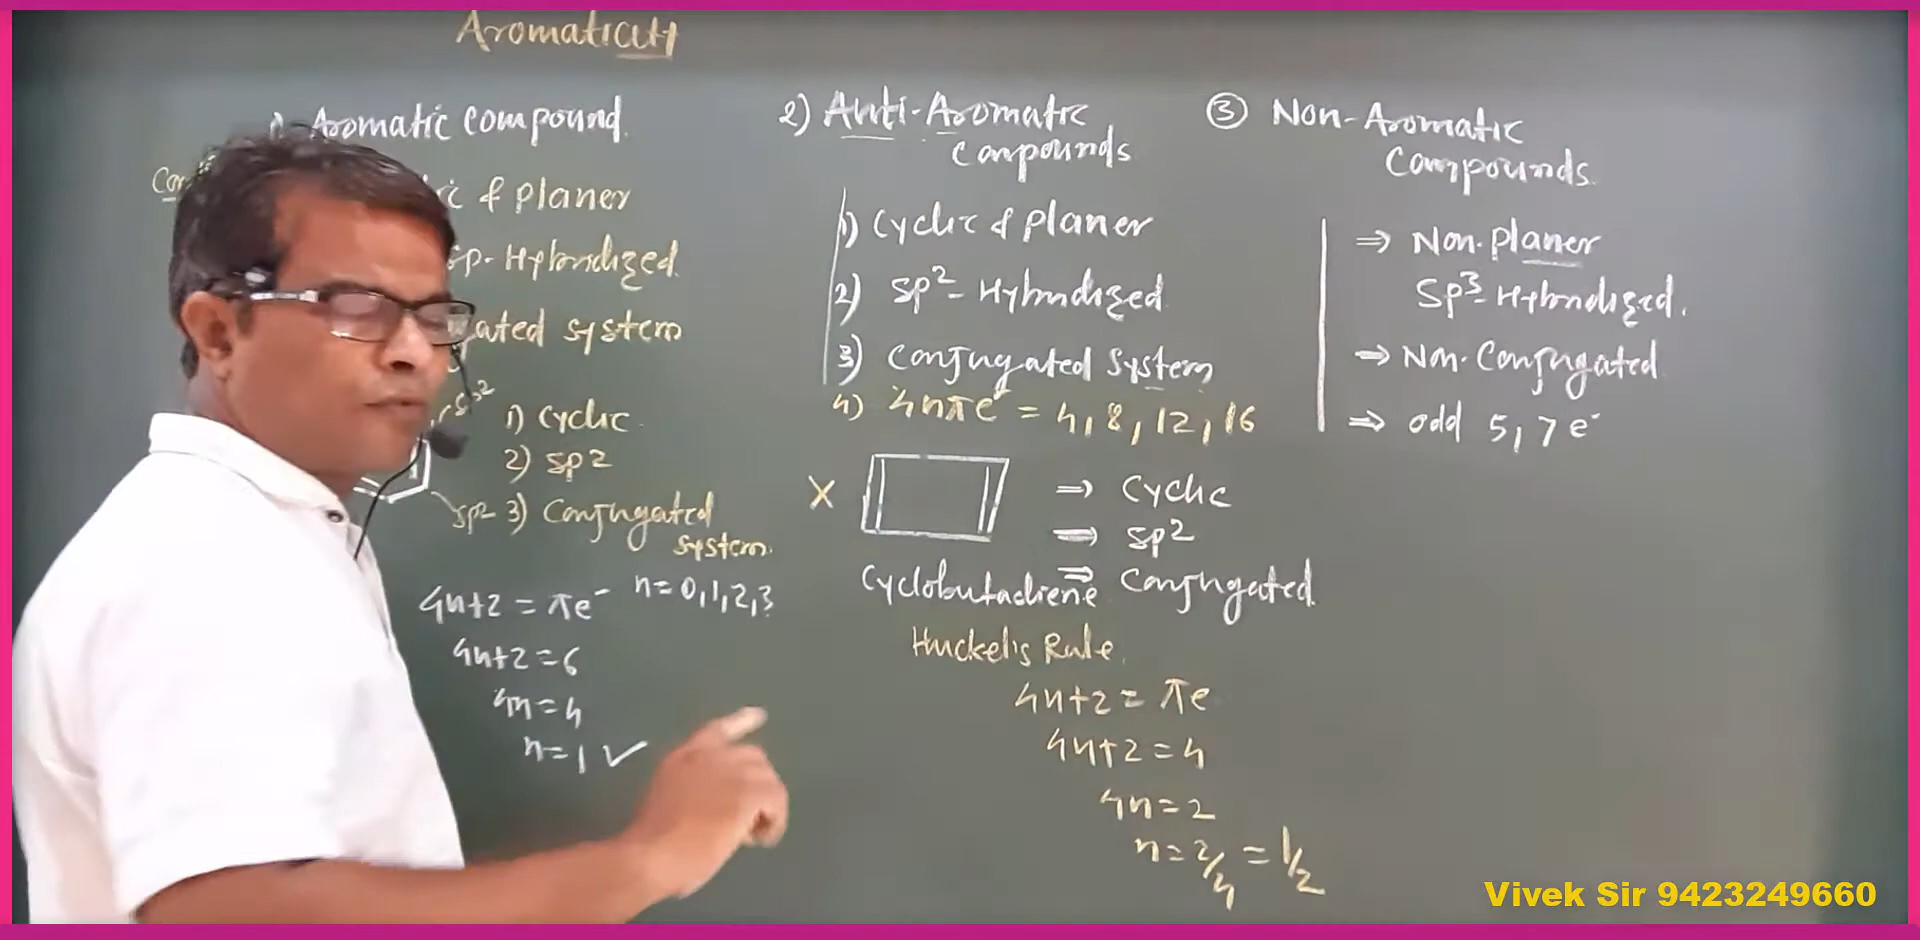 Aromaticity
1) Aromatic compound.
& planer
sp- Hybridized.
gated system
sp2
1) cyclic
2) sp2
sp2 3) Conjugated
system.
4n+2 = πe⁻ n=0,1,2,3
4n+2=6
4n=4
n=1 ✓
2) Anti-Aromatic
Compounds
1) Cyclic & planer
2) sp²- Hybridized
3) Conjugated System
4) 4nπe⁻ = 4, 8, 12, 16
X ⇒ Cyclic
⇒ sp2
Cyclobutadiene ⇒ Conjugated.
Huckel's Rule.
4n+2 = πe
4n+2 = 4
4n = 2
n = 2/4 = 1/2
③ Non-Aromatic
Compounds.
⇒ Non-planer
Sp³-Hybridized.
⇒ Non-Conjugated
⇒ odd 5, 7 e⁻
Vivek Sir 9423249660